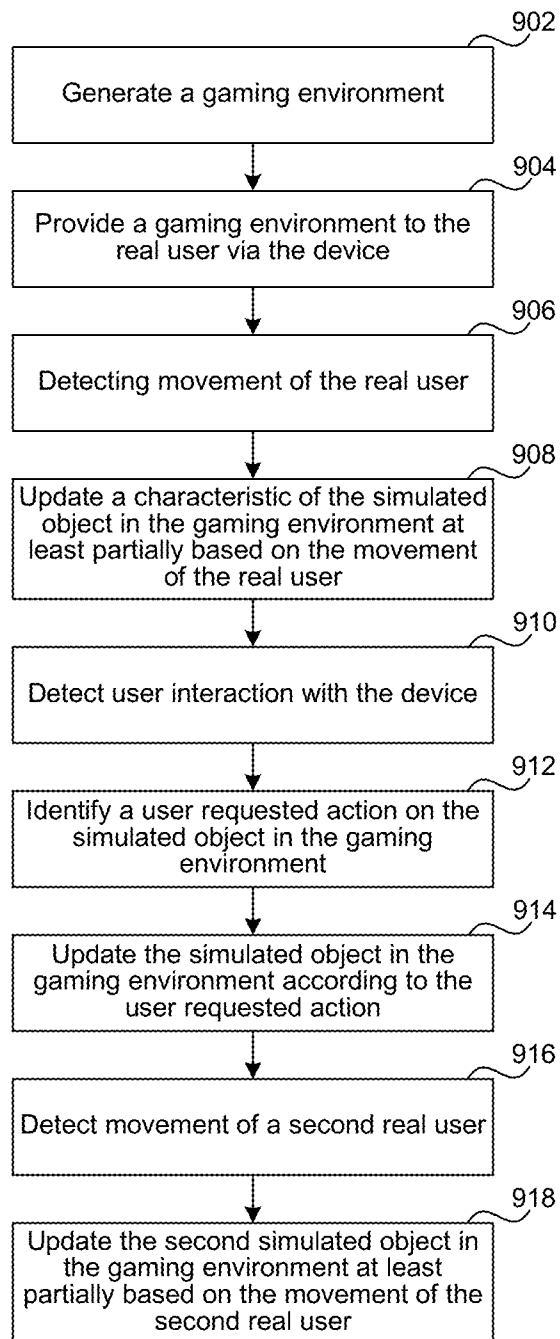 902
Generate a gaming environment
904
Provide a gaming environment to the
real user via the device
906
Detecting movement of the real user
908
Update a characteristic of the simulated
object in the gaming environment at
least partially based on the movement
of the real user
910
Detect user interaction with the device
912
Identify a user requested action on the
simulated object in the gaming
environment
914
Update the simulated object in the
gaming environment according to the
user requested action
916
Detect movement of a second real user
918
Update the second simulated object in
the gaming environment at least
partially based on the movement of the
second real user